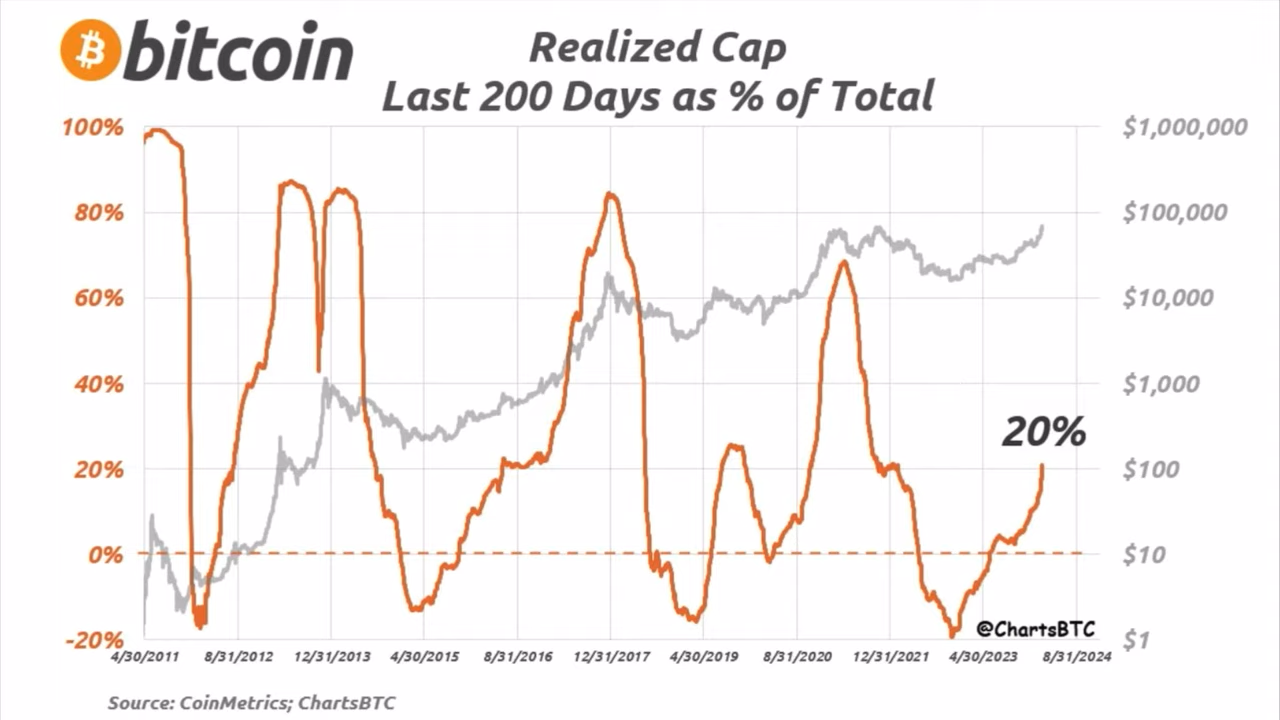 bitcoin
Realized Cap
Last 200 Days as % of Total
100%
80%
60%
40%
20%
0%
-20%
$1,000,000
$100,000
$10,000
$1,000
$100
$10
$1
20%
@ChartsBTC
4/30/2011 8/31/2012 12/31/2013 4/30/2015 8/31/2016 12/31/2017 4/30/2019 8/31/2020 12/31/2021 4/30/2023 8/31/2024
Source: CoinMetrics; ChartsBTC